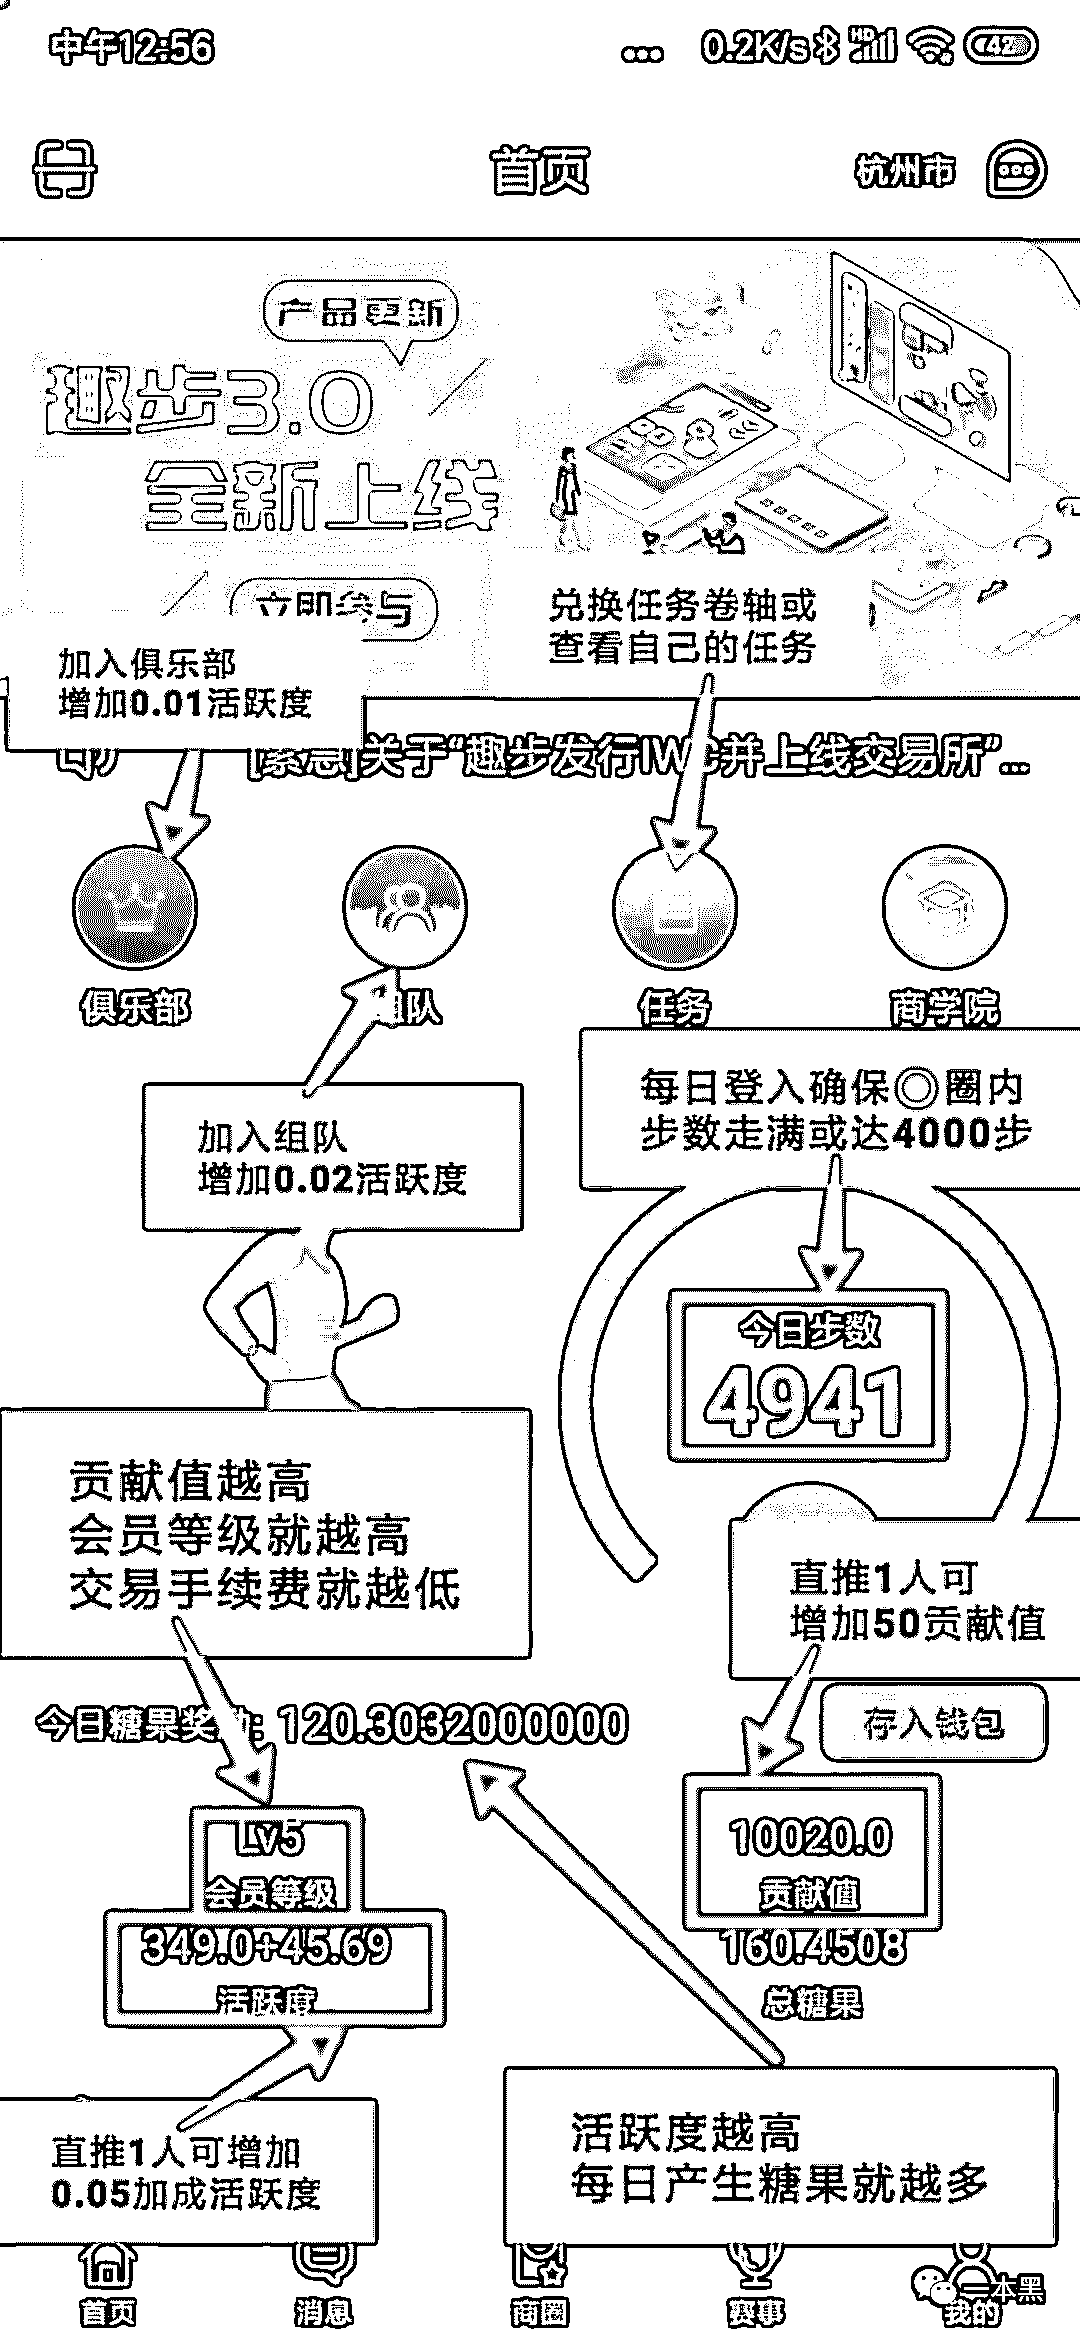 中午12:56
0.2K/s
HD
42
首页
杭州市
产品更新
趣步3.0
全新上线
立即参与
兑换任务卷轴或
查看自己的任务
加入俱乐部
增加0.01活跃度
[紧急]关于“趣步发行IWC并上线交易所”...
俱乐部
组队
任务
商学院
每日登入确保◎圈内
步数走满或达4000步
加入组队
增加0.02活跃度
今日步数
4941
贡献值越高
会员等级就越高
交易手续费就越低
直推1人可
增加50贡献值
今日糖果奖励: 120.3032000000
存入钱包
Lv5
会员等级
10020.0
贡献值
349.0+45.69
活跃度
160.4508
总糖果
直推1人可增加
0.05加成活跃度
活跃度越高
每日产生糖果就越多
首页
消息
商圈
赛事
我的
一本黑